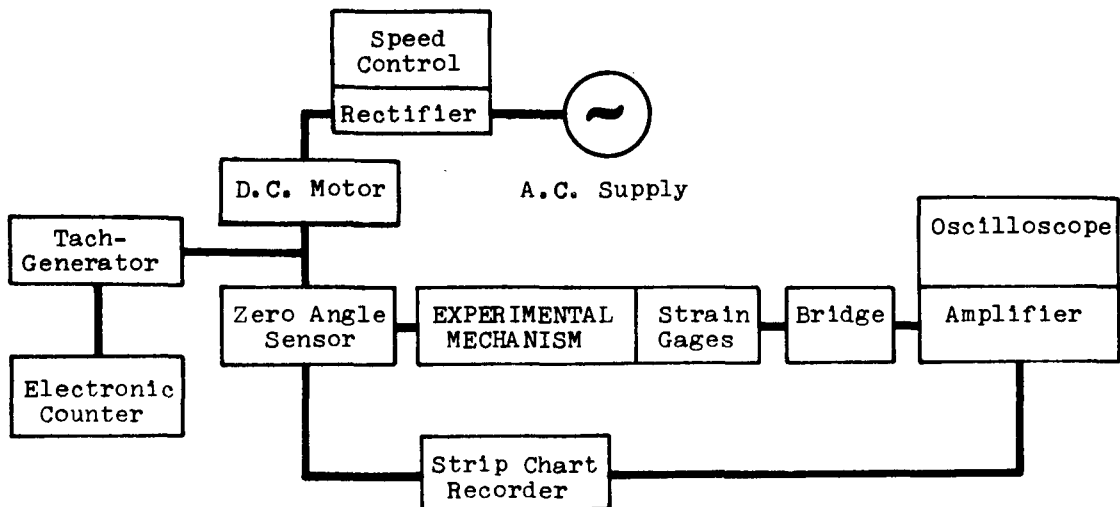 Speed
Control
Rectifier
~
A.C. Supply
D.C. Motor
Tach-
Generator
Oscilloscope
Zero Angle
Sensor
EXPERIMENTAL
MECHANISM
Strain
Gages
Bridge
Amplifier
Electronic
Counter
Strip Chart
Recorder